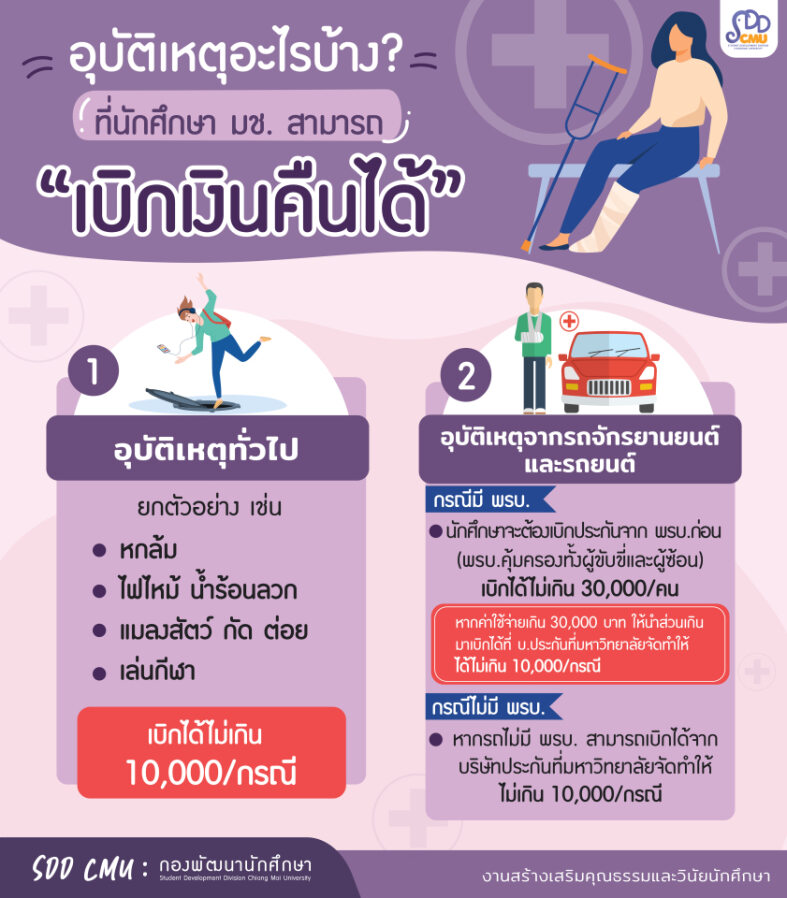 SDD
CMU
STUDENT DEVELOPMENT DIVISION
CHIANG MAI UNIVERSITY
อุบัติเหตุอะไรบ้าง?
ที่นักศึกษา มช. สามารถ
“เบิกเงินคืนได้”
1
อุบัติเหตุทั่วไป
ยกตัวอย่าง เช่น
• หกล้ม
• ไฟไหม้ น้ำร้อนลวก
• แมลงสัตว์ กัด ต่อย
• เล่นกีฬา
เบิกได้ไม่เกิน
10,000/กรณี
2
อุบัติเหตุจากรถจักรยานยนต์
และรถยนต์
กรณีมี พรบ.
• นักศึกษาจะต้องเบิกประกันจาก พรบ.ก่อน
(พรบ.คุ้มครองทั้งผู้ขับขี่และผู้ซ้อน)
เบิกได้ไม่เกิน 30,000/คน
หากค่าใช้จ่ายเกิน 30,000 บาท ให้นำส่วนเกิน
มาเบิกได้ที่ บ.ประกันที่มหาวิทยาลัยจัดทำให้
ได้ไม่เกิน 10,000/กรณี
กรณีไม่มี พรบ.
• หากรถไม่มี พรบ. สามารถเบิกได้จาก
บริษัทประกันที่มหาวิทยาลัยจัดทำให้
ไม่เกิน 10,000/กรณี
SDD CMU : กองพัฒนานักศึกษา
Student Development Division Chiang Mai University
งานสร้างเสริมคุณธรรมและวินัยนักศึกษา